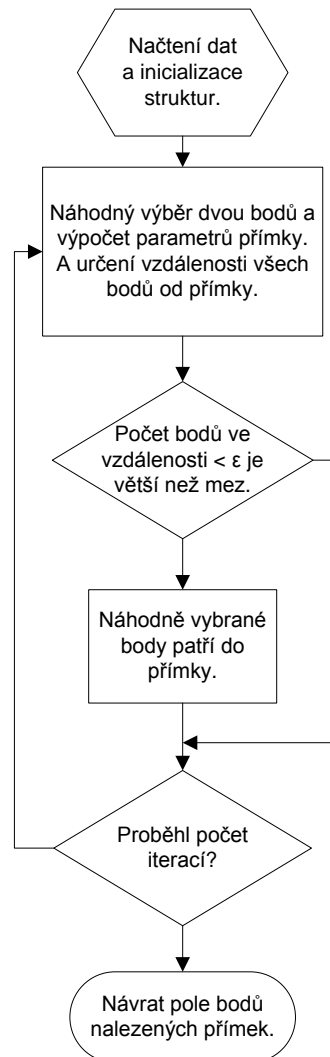 Načtení dat
a inicializace
struktur.
Náhodný výběr dvou bodů a
výpočet parametrů přímky.
A určení vzdálenosti všech
bodů od přímky.
Počet bodů ve
vzdálenosti < ε je
větší než mez.
Náhodně vybrané
body patří do
přímky.
Proběhl počet
iterací?
Návrat pole bodů
nalezených přímek.